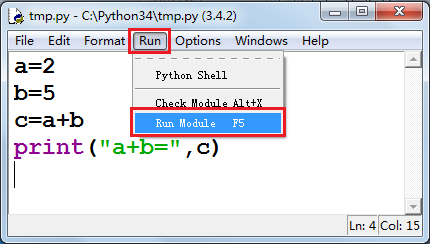 tmp.py - C:\Python34\tmp.py (3.4.2)
File Edit Format Run Options Windows Help
a=2
b=5
c=a+b
print("a+b=",c)
Python Shell
Check Module Alt+X
Run Module F5
Ln: 4 Col: 15